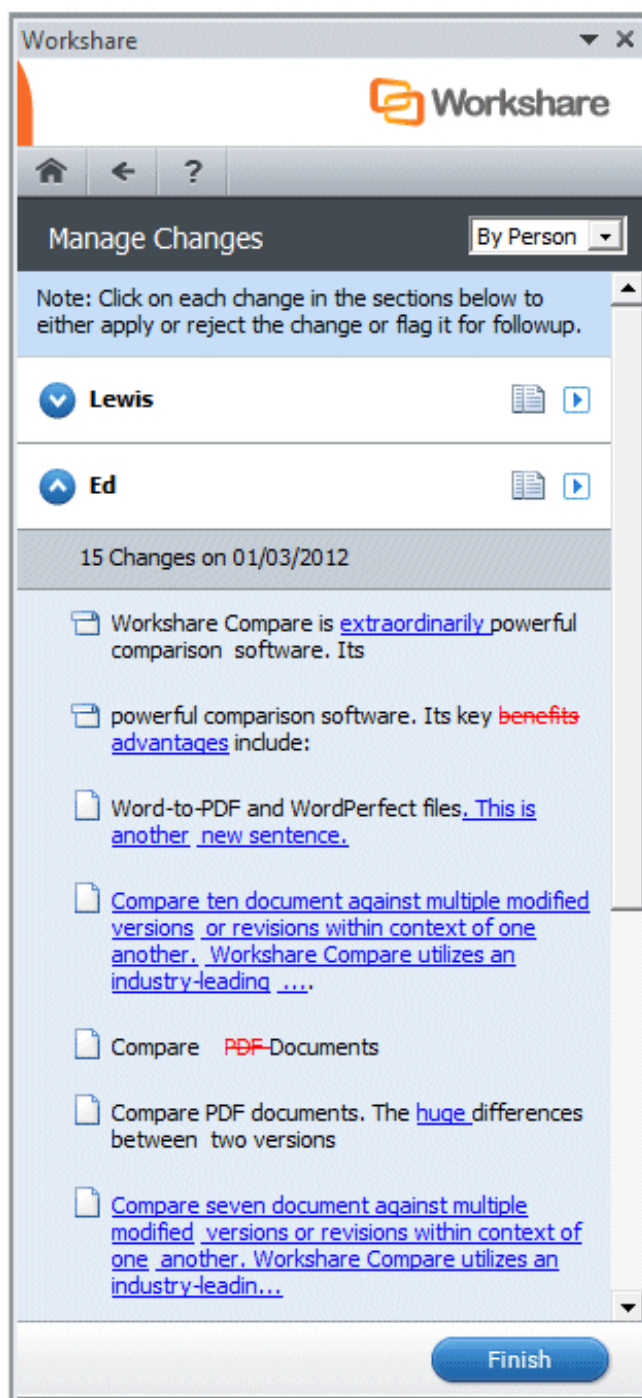 Workshare
Workshare
?
Manage Changes
By Person
Note: Click on each change in the sections below to
either apply or reject the change or flag it for followup.
Lewis
Ed
15 Changes on 01/03/2012
Workshare Compare is extraordinarily powerful
comparison software. Its
powerful comparison software. Its key benefits
advantages include:
Word-to-PDF and WordPerfect files. This is
another new sentence.
Compare ten document against multiple modified
versions or revisions within context of one
another. Workshare Compare utilizes an
industry-leading ....
Compare PDF Documents
Compare PDF documents. The huge differences
between two versions
Compare seven document against multiple
modified versions or revisions within context of
one another. Workshare Compare utilizes an
industry-leadin...
Finish